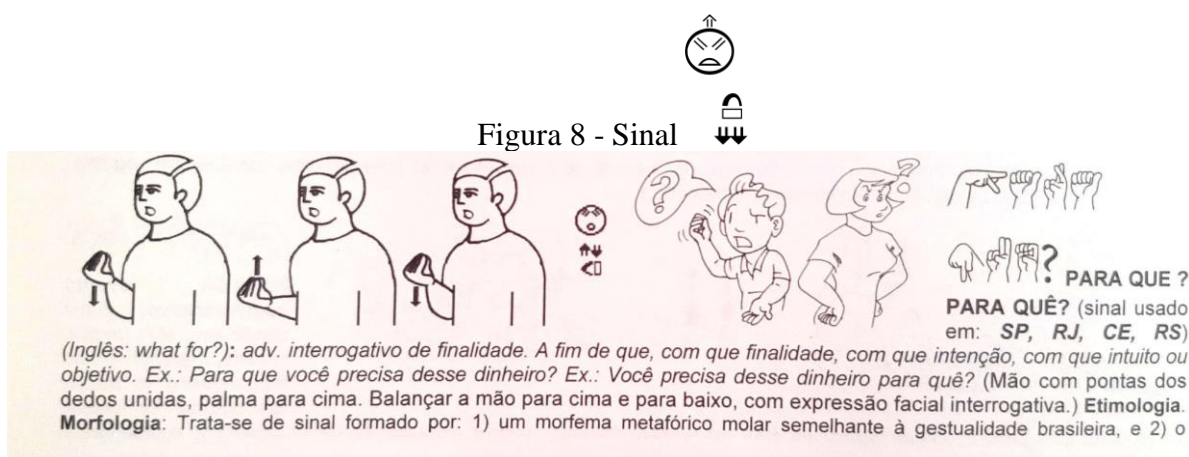 Figura 8 - Sinal
?
?
?
PARA QUE ?
PARA QUÊ? (sinal usado
em: SP, RJ, CE, RS)
(Inglês: what for?): adv. interrogativo de finalidade. A fim de que, com que finalidade, com que intenção, com que intuito ou
objetivo. Ex.: Para que você precisa desse dinheiro? Ex.: Você precisa desse dinheiro para quê? (Mão com pontas dos
dedos unidas, palma para cima. Balançar a mão para cima e para baixo, com expressão facial interrogativa.) Etimologia.
Morfologia: Trata-se de sinal formado por: 1) um morfema metafórico molar semelhante à gestualidade brasileira, e 2) o